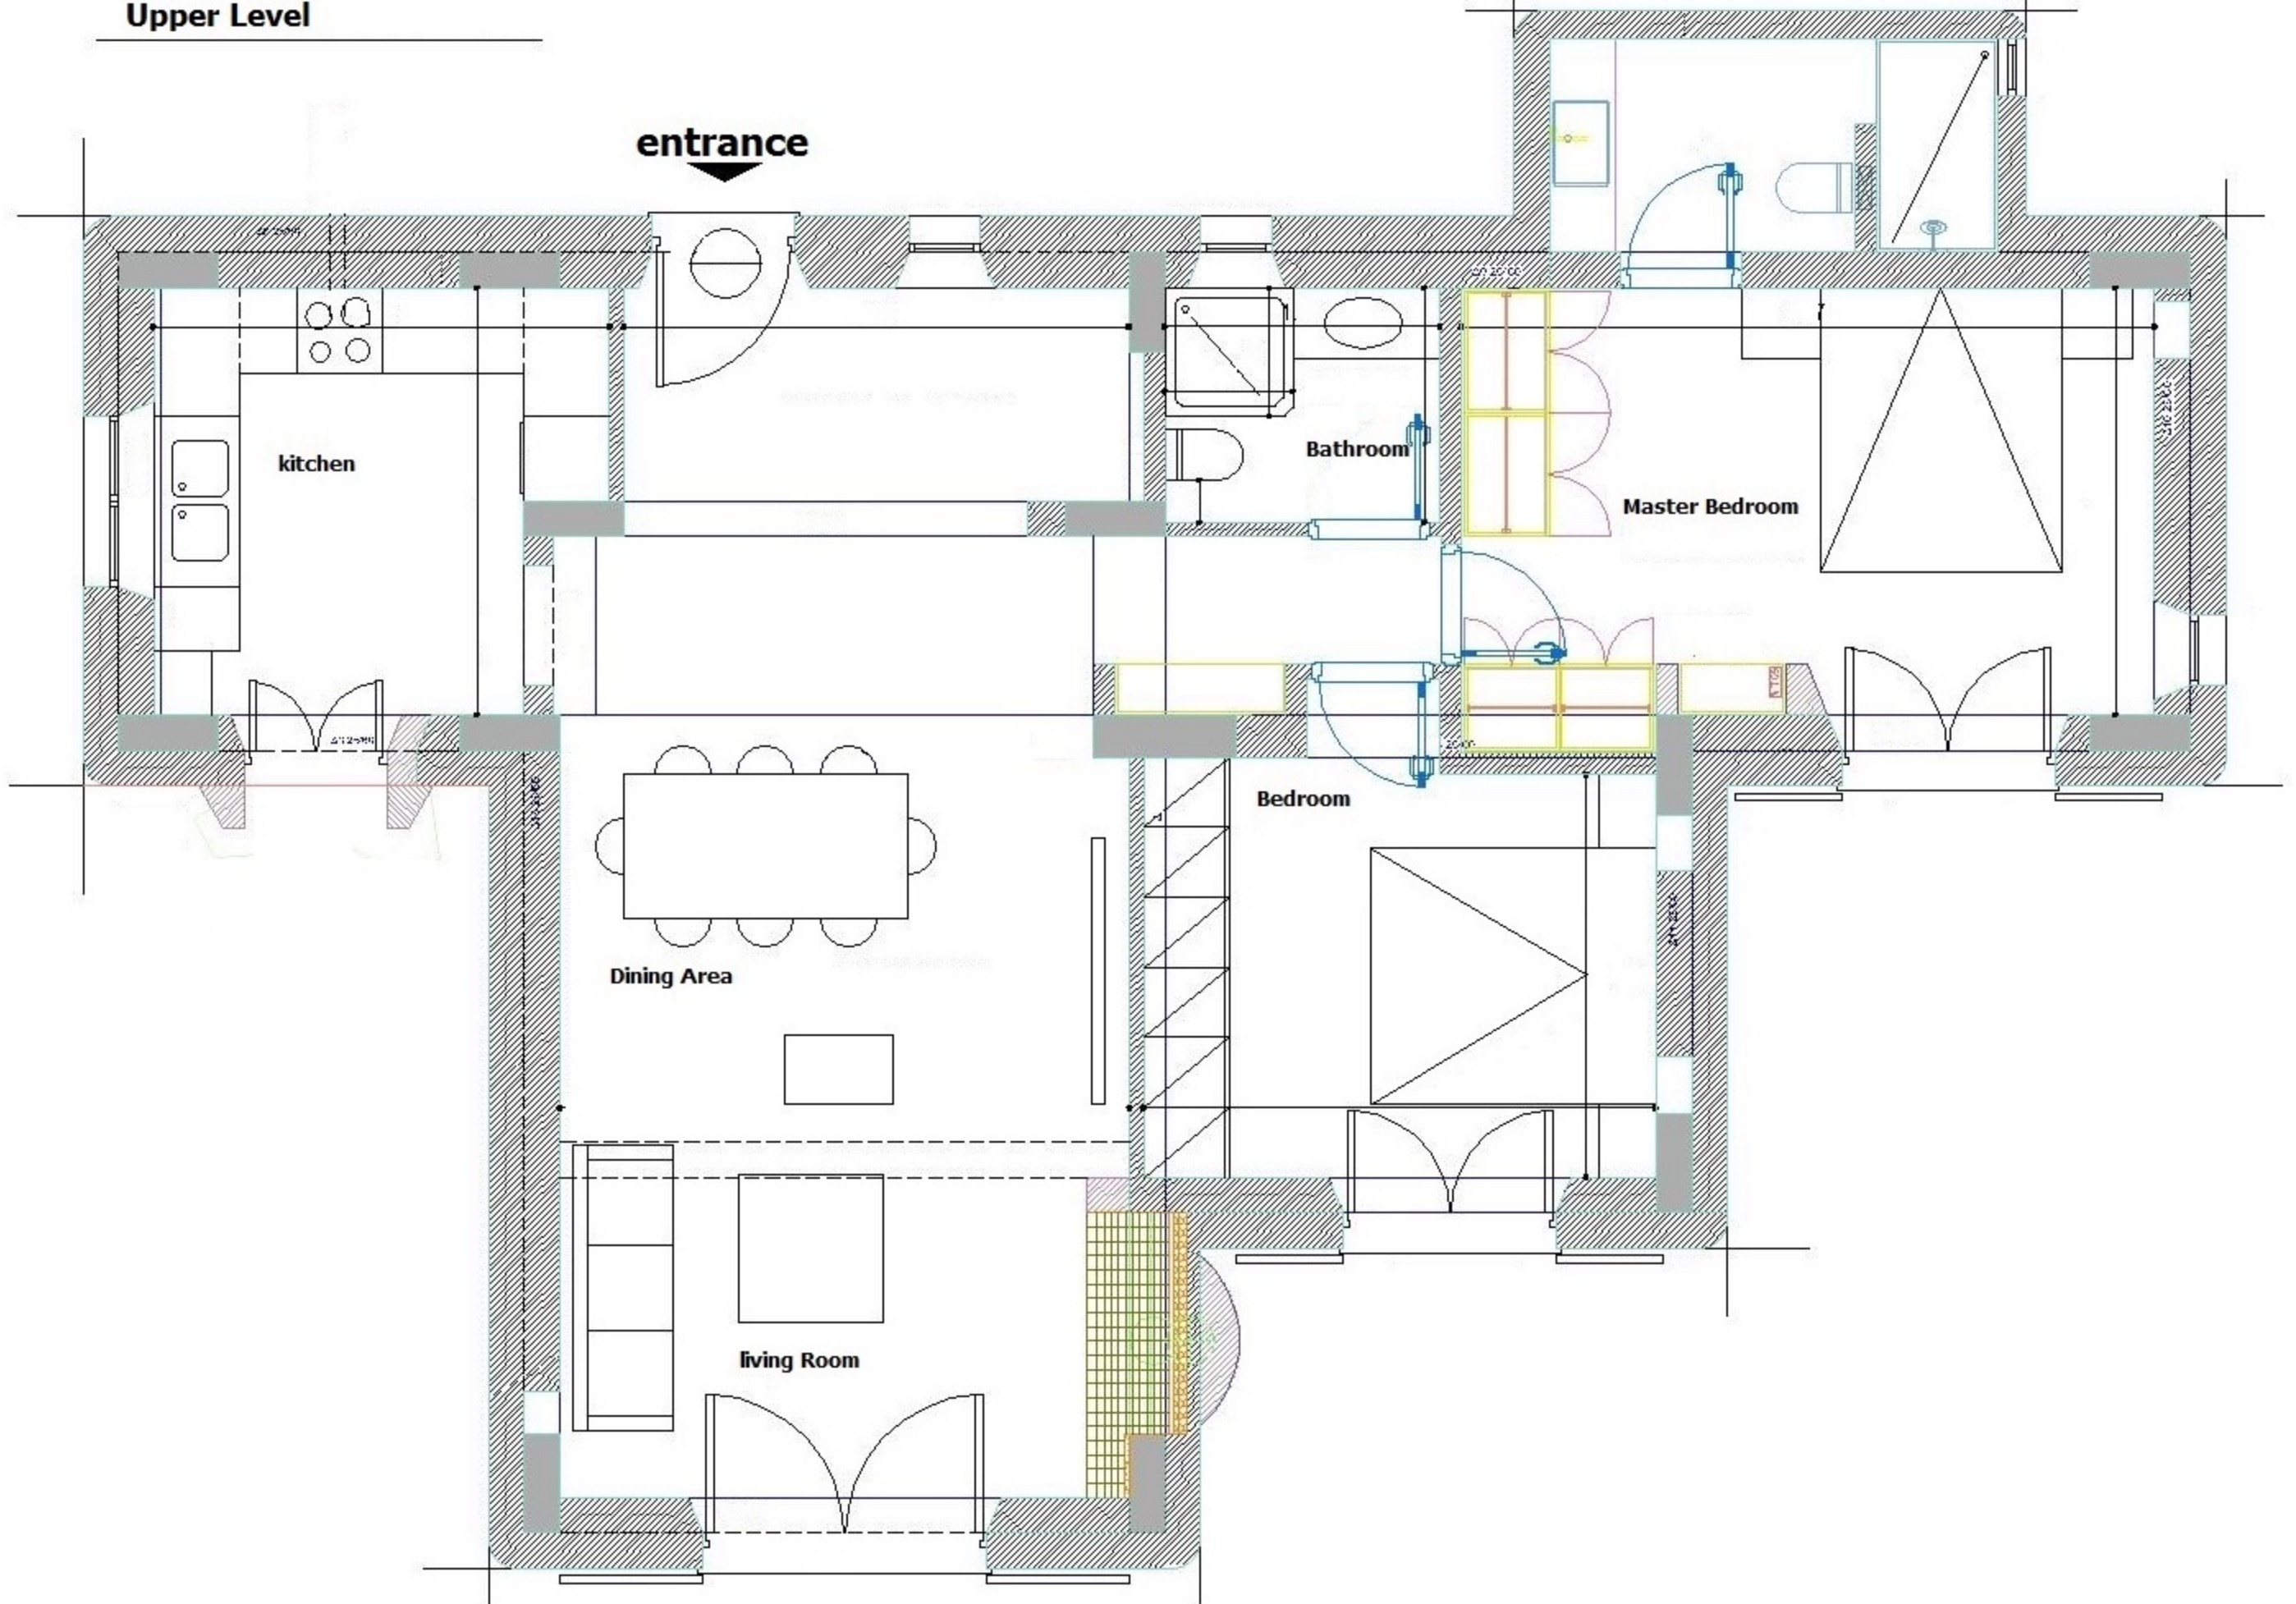 Upper Level
entrance
kitchen
Bathroom
Master Bedroom
Bedroom
Dining Area
living Room